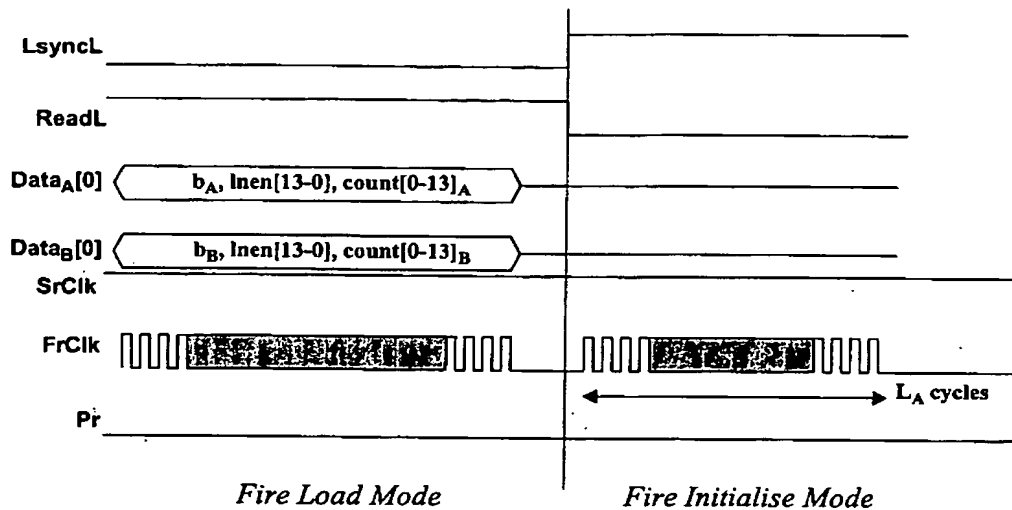 LsyncL
ReadL
DataA[0] bA, lnen[13-0], count[0-13]A
DataB[0] bB, lnen[13-0], count[0-13]B
SrClk
FrClk
LA cycles
Pr
Fire Load Mode Fire Initialise Mode